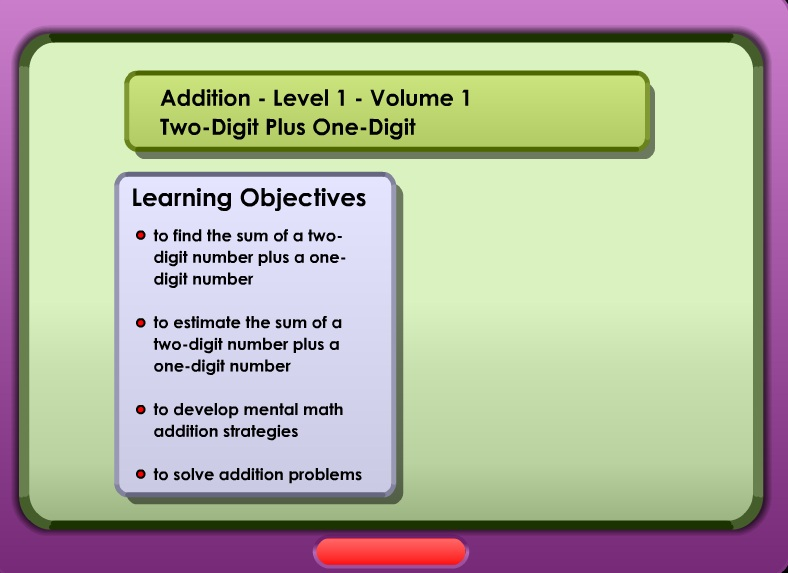 Addition - Level 1 - Volume 1
Two-Digit Plus One-Digit
Learning Objectives
to find the sum of a two-
digit number plus a one-
digit number
to estimate the sum of a
two-digit number plus a
one-digit number
to develop mental math
addition strategies
to solve addition problems